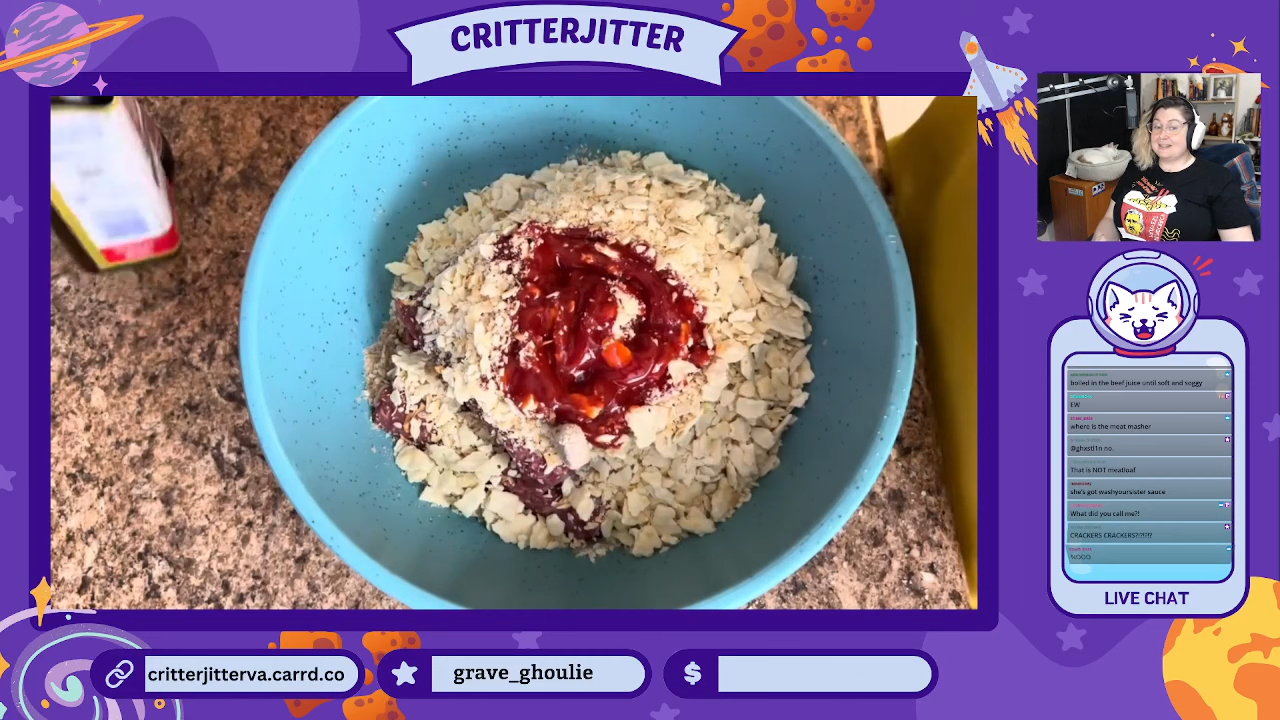 CRITTERJITTER
boiled in the beef juice until soft and soggy
EW
where is the meat masher
@ghxst81n no.
That is NOT meatloaf
she's got washyoursister sauce
What did you call me?!
CRACKERS CRACKERS?!?!?!?
LIVE CHAT
critterjitterva.carrd.co
grave_ghoulie
$